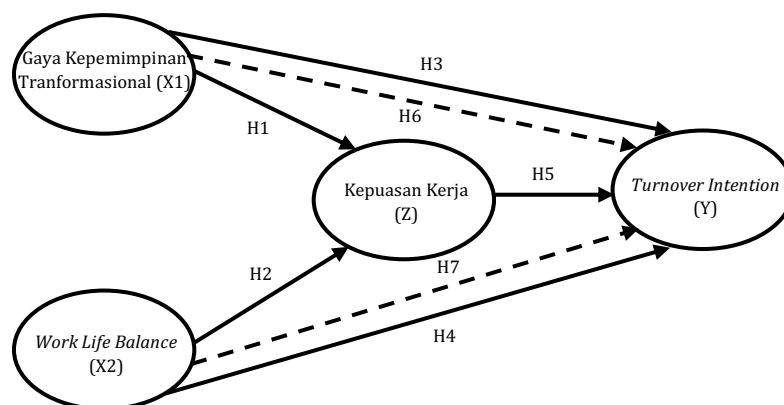 Gaya Kepemimpinan
Tranformasional (X1)
H3
H6
H1
Kepuasan Kerja
(Z)
H5
Turnover Intention
(Y)
H2
H7
H4
Work Life Balance
(X2)